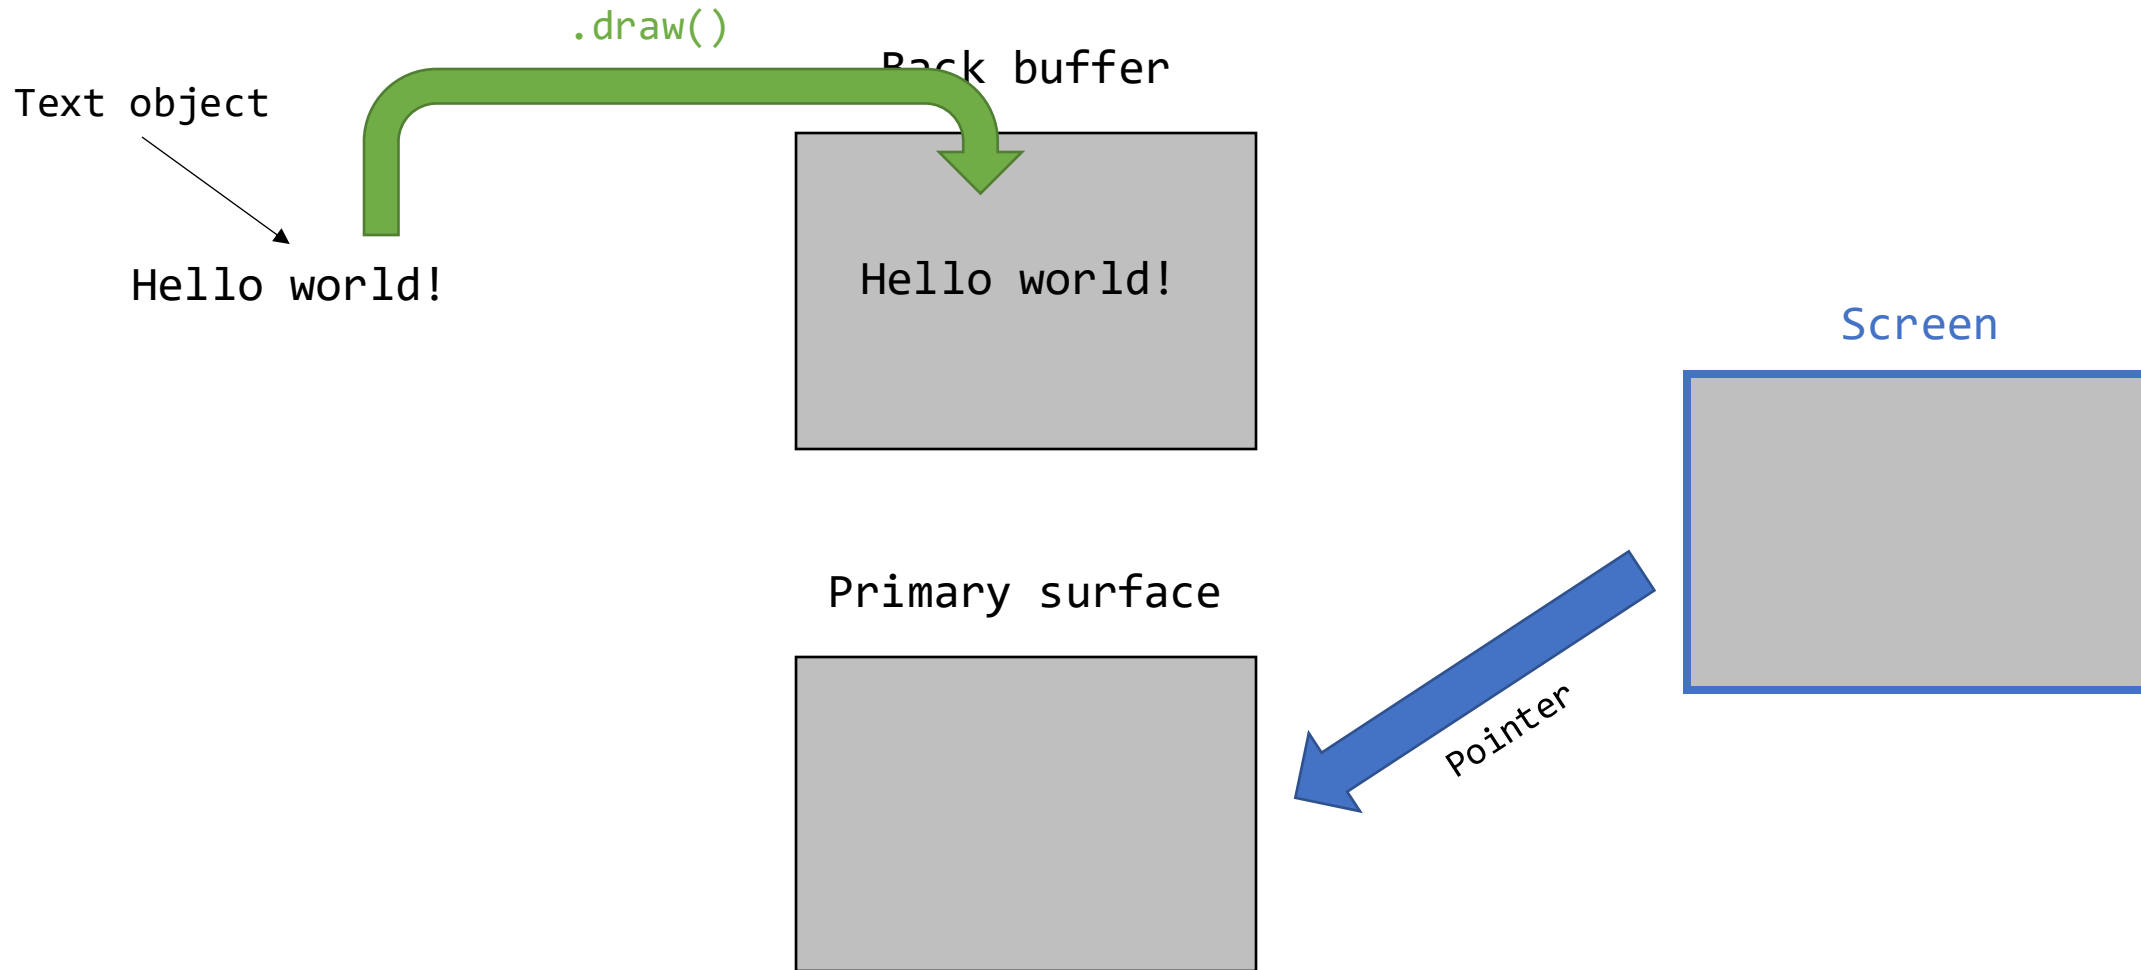 .draw()
Back buffer
Text object
Hello world!
Hello world!
Screen
Primary surface
Pointer